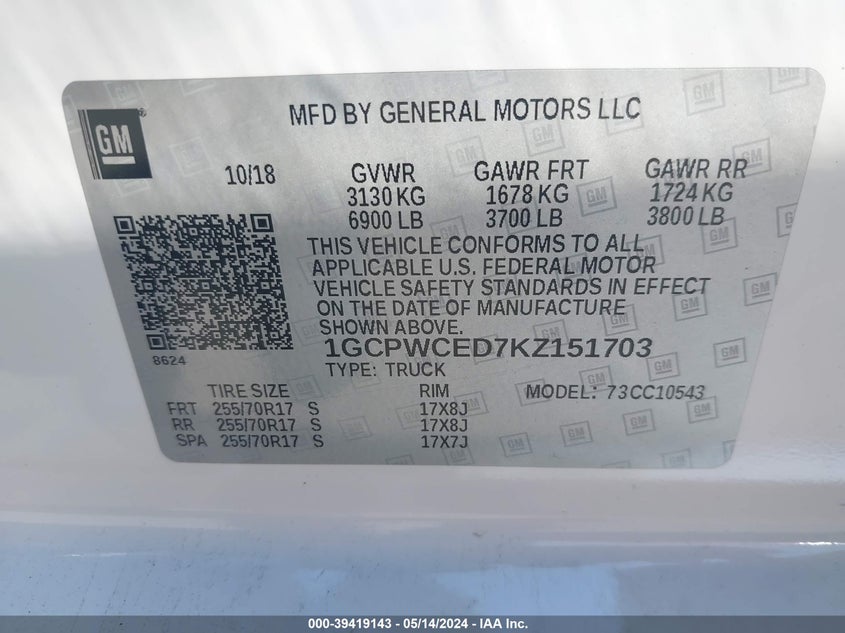 GM
MFD BY GENERAL MOTORS LLC
10/18 GVWR GAWR FRT GAWR RR
3130 KG 1678 KG 1724 KG
6900 LB 3700 LB 3800 LB
THIS VEHICLE CONFORMS TO ALL
APPLICABLE U.S. FEDERAL MOTOR
VEHICLE SAFETY STANDARDS IN EFFECT
ON THE DATE OF MANUFACTURE
SHOWN ABOVE.
8624
1GCPWCED7KZ151703
TYPE: TRUCK
TIRE SIZE RIM MODEL: 73CC10543
FRT 255/70R17 S 17X8J
RR 255/70R17 S 17X8J
SPA 255/70R17 S 17X7J
000-39419143 - 05/14/2024 - IAA Inc.